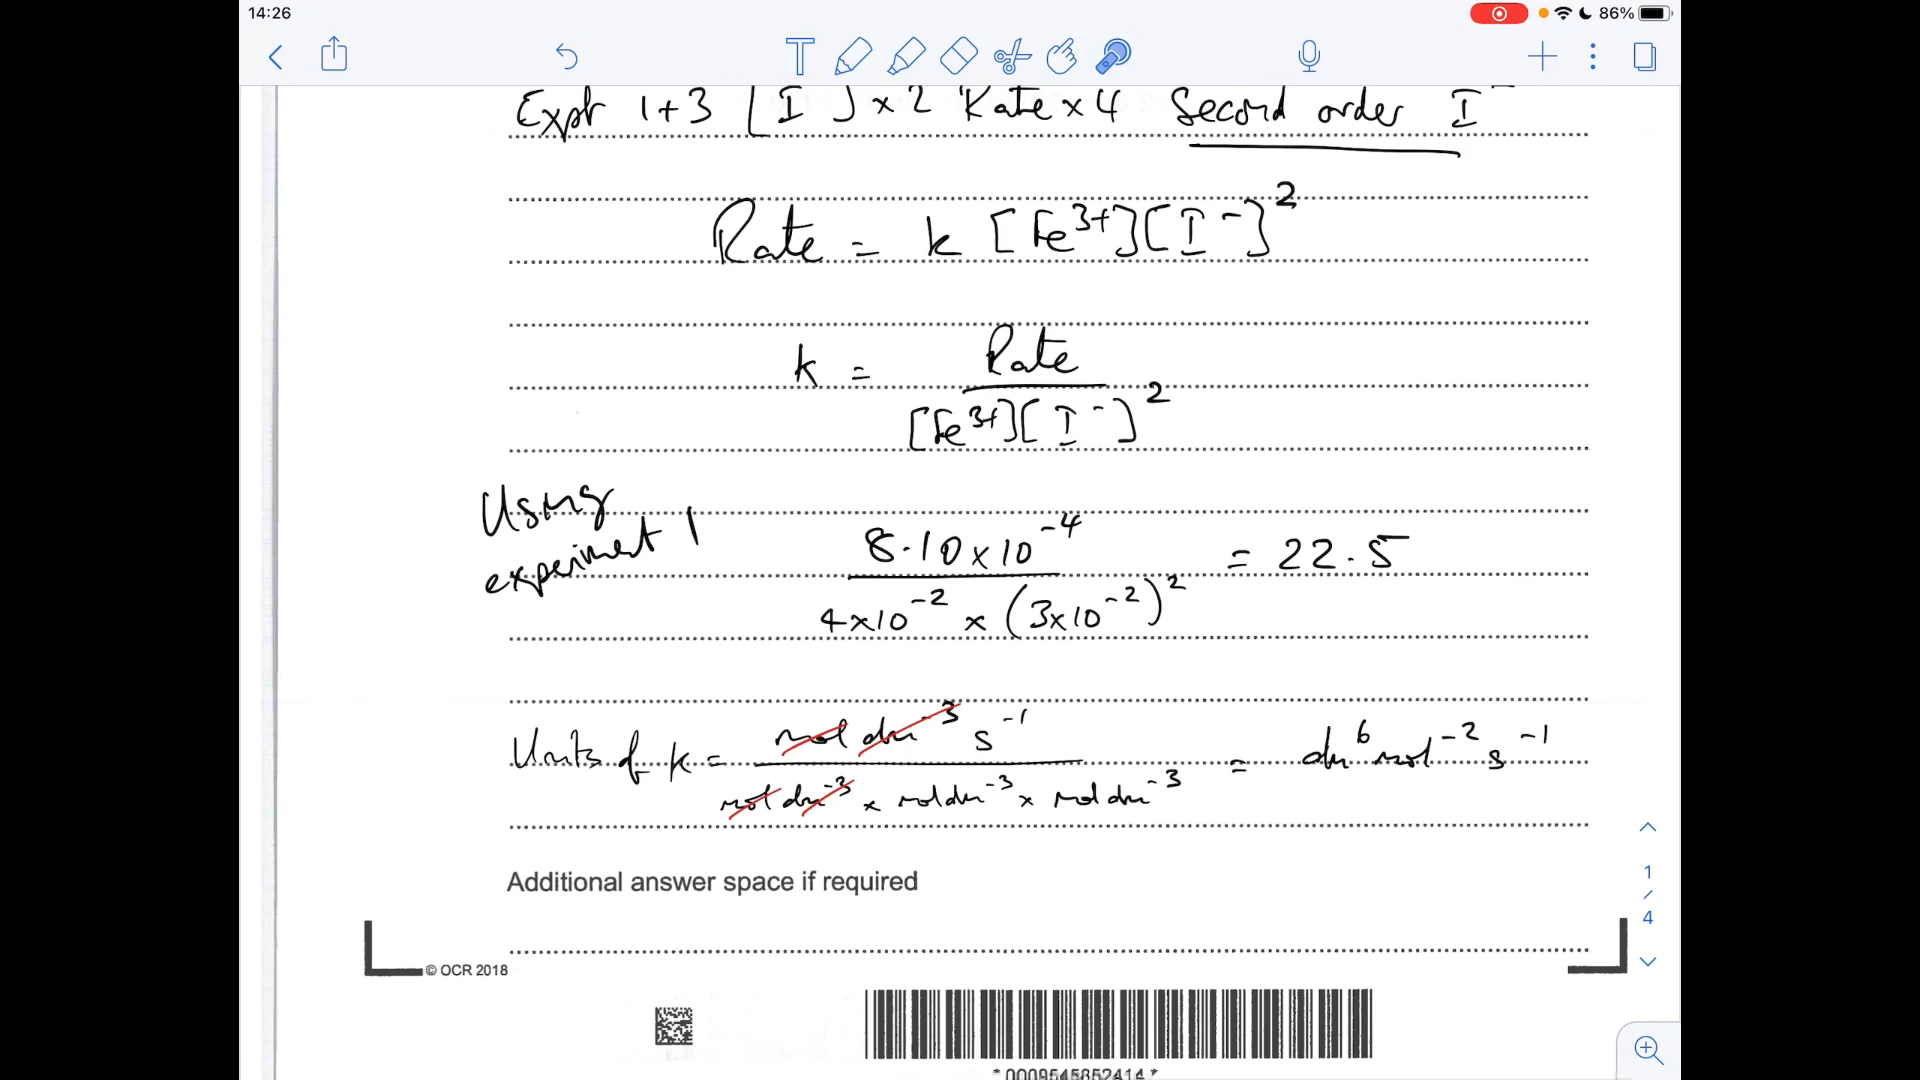 14:26
86%
Expt 1+3 [I⁻] ×2 Rate ×4 Second order I⁻
Rate = k [Fe³⁺][I⁻]²
k = Rate
[Fe³⁺][I⁻]²
Using
experiment 1
8.10×10⁻⁴ = 22.5
4×10⁻² × (3×10⁻²)²
Units of k = mol dm⁻³ s⁻¹ = dm⁶ mol⁻² s⁻¹
mol dm⁻³ × mol dm⁻³ × mol dm⁻³
1
/
4
Additional answer space if required
© OCR 2018